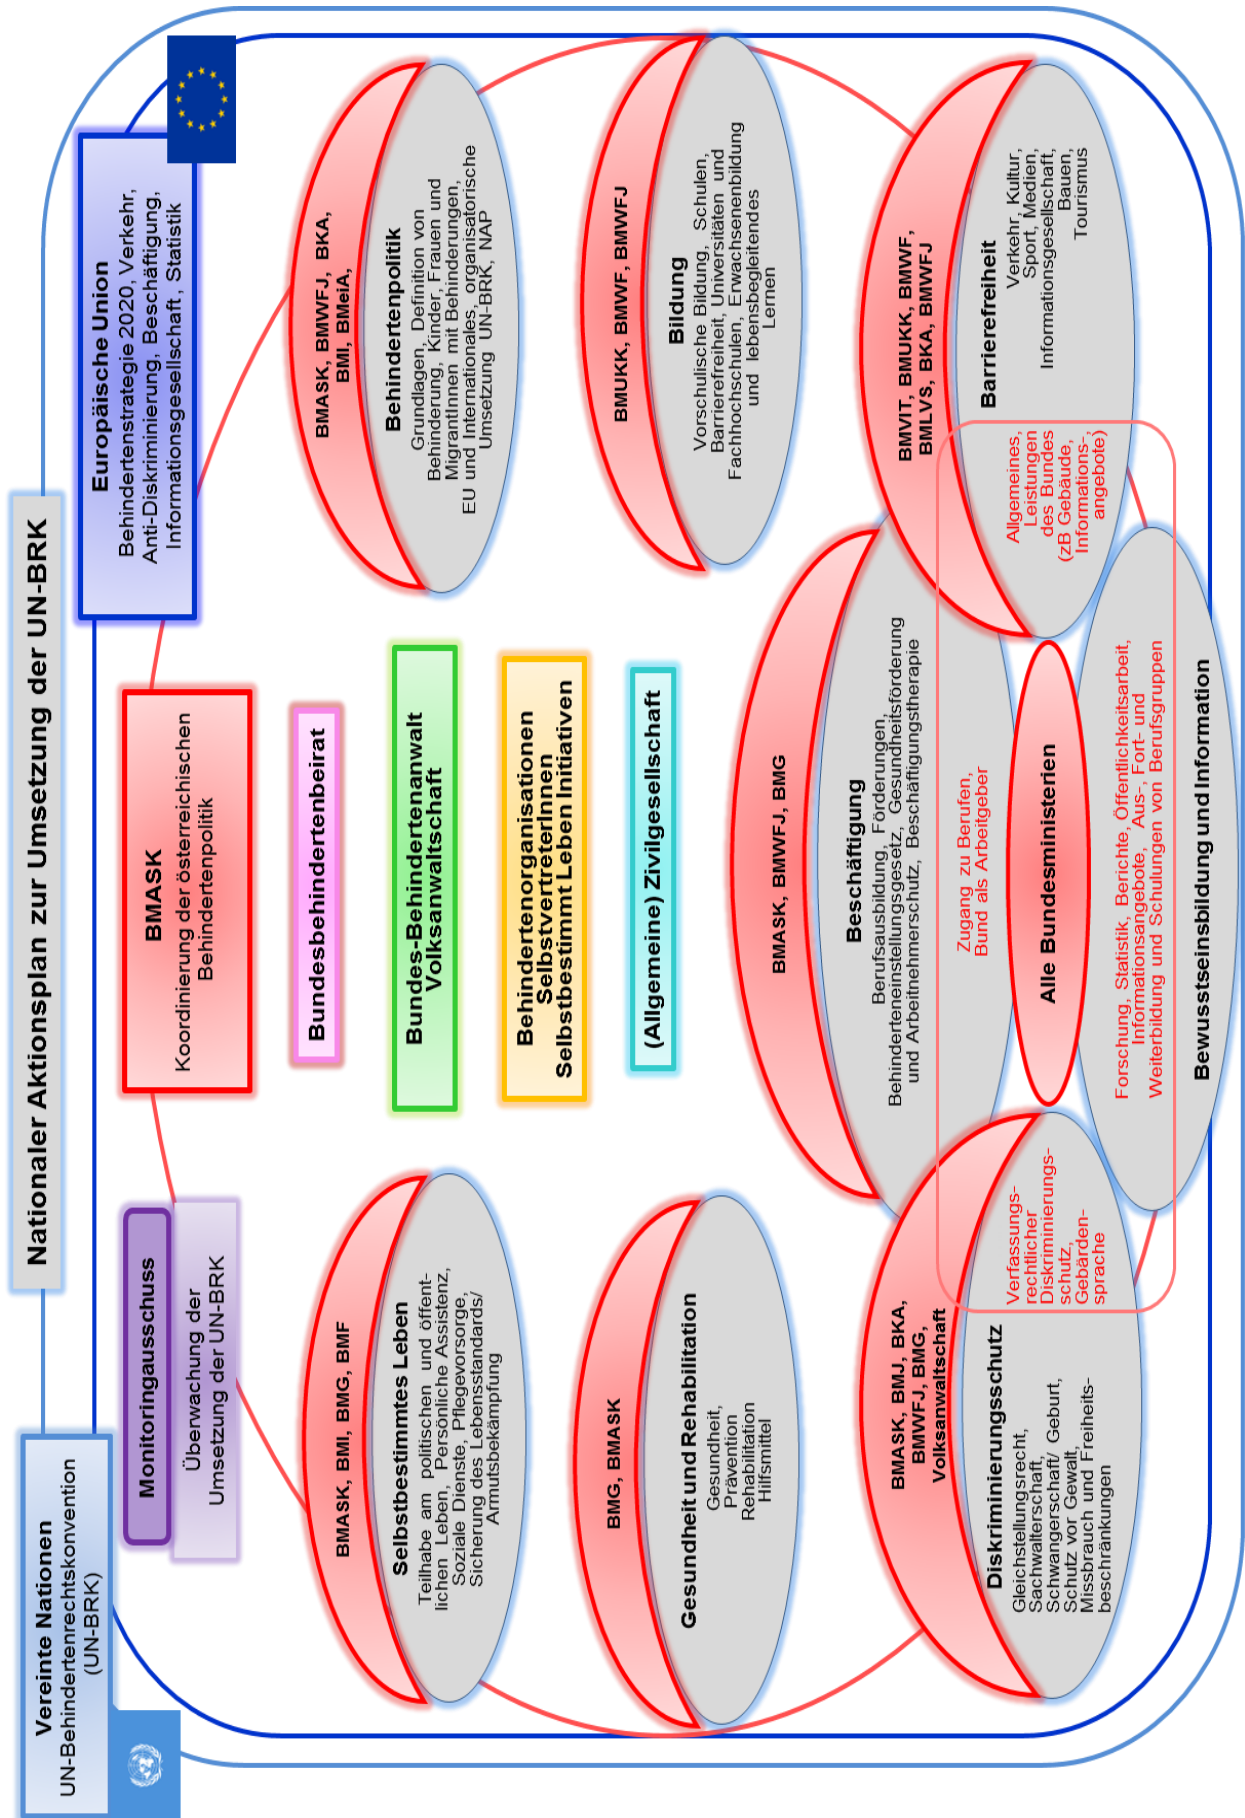 Nationaler Aktionsplan zur Umsetzung der UN-BRK
Vereinte Nationen
UN-Behindertenrechtskonvention
(UN-BRK)
Monitoringausschuss
Überwachung der
Umsetzung der UN-BRK
BMASK
Koordinierung der österreichischen
Behindertenpolitik
Europäische Union
Behindertenstrategie 2020, Verkehr,
Anti-Diskriminierung, Beschäftigung,
Informationsgesellschaft, Statistik
Bundesbehindertenbeirat
Bundes-Behindertenanwalt
Volksanwaltschaft
Behindertenorganisationen
SelbstvertreterInnen
Selbstbestimmt Leben Initiativen
(Allgemeine) Zivilgesellschaft
BMASK, BMI, BMG, BMF
Selbstbestimmtes Leben
Teilhabe am politischen und öffent-
lichen Leben, Persönliche Assistenz,
Soziale Dienste, Pflegevorsorge,
Sicherung des Lebensstandards/
Armutsbekämpfung
BMASK, BMWFJ, BKA,
BMI, BMeiA,
Behindertenpolitik
Grundlagen, Definition von
Behinderung, Kinder, Frauen und
MigrantInnen mit Behinderungen,
EU und Internationales, organisatorische
Umsetzung UN-BRK, NAP
BMG, BMASK
Gesundheit und Rehabilitation
Gesundheit,
Prävention
Rehabilitation
Hilfsmittel
BMUKK, BMWF, BMWFJ
Bildung
Vorschulische Bildung, Schulen,
Barrierefreiheit, Universitäten und
Fachhochschulen, Erwachsenenbildung
und lebensbegleitendes
Lernen
BMASK, BMWFJ, BMG
Beschäftigung
Berufsausbildung, Förderungen,
Behinderteneinstellungsgesetz, Gesundheitsförderung
und Arbeitnehmerschutz, Beschäftigungstherapie
Zugang zu Berufen,
Bund als Arbeitgeber
BMASK, BMJ, BKA,
BMWFJ, BMG,
Volksanwaltschaft
Diskriminierungsschutz
Gleichstellungsrecht,
Sachwalterschaft,
Schwangerschaft/ Geburt,
Schutz vor Gewalt,
Missbrauch und Freiheits-
beschränkungen
Verfassungs-
rechtlicher
Diskriminierungs-
schutz,
Gebärden-
sprache
Alle Bundesministerien
BMVIT, BMUKK, BMWF,
BMLVS, BKA, BMWFJ
Barrierefreiheit
Allgemeines,
Leistungen
des Bundes
(zB Gebäude,
Informations-,
angebote)
Verkehr, Kultur,
Sport, Medien,
Informationsgesellschaft,
Bauen,
Tourismus
Forschung, Statistik, Berichte, Öffentlichkeitsarbeit,
Informationsangebote, Aus-, Fort- und
Weiterbildung und Schulungen von Berufsgruppen
Bewusstseinsbildung und Information